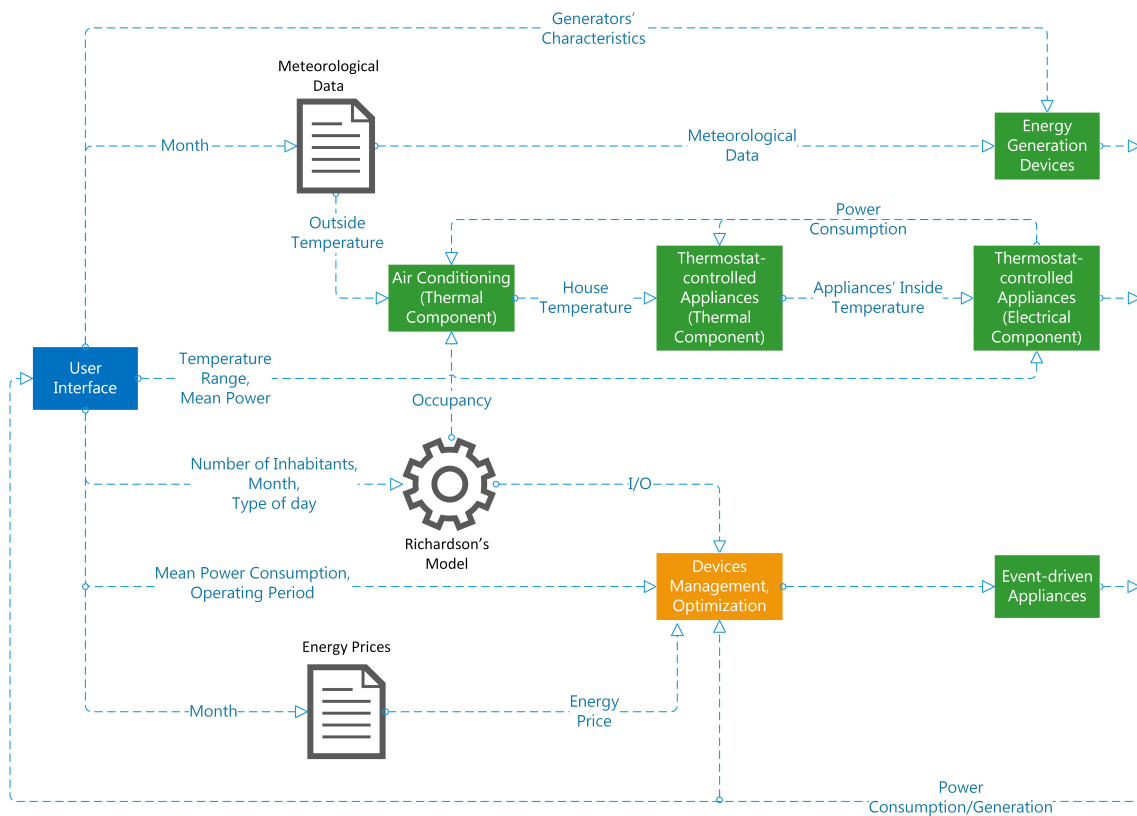 Generators'
Characteristics
Meteorological
Data
Month
Meteorological
Data
Energy
Generation
Devices
Outside
Temperature
Power
Consumption
Air Conditioning
(Thermal
Component)
House
Temperature
Thermostat-
controlled
Appliances
(Thermal
Component)
Appliances' Inside
Temperature
Thermostat-
controlled
Appliances
(Electrical
Component)
User
Interface
Temperature
Range,
Mean Power
Occupancy
Number of Inhabitants,
Month,
Type of day
I/O
Richardson's
Model
Mean Power Consumption,
Operating Period
Devices
Management,
Optimization
Event-driven
Appliances
Energy Prices
Month
Energy
Price
Power
Consumption/Generation